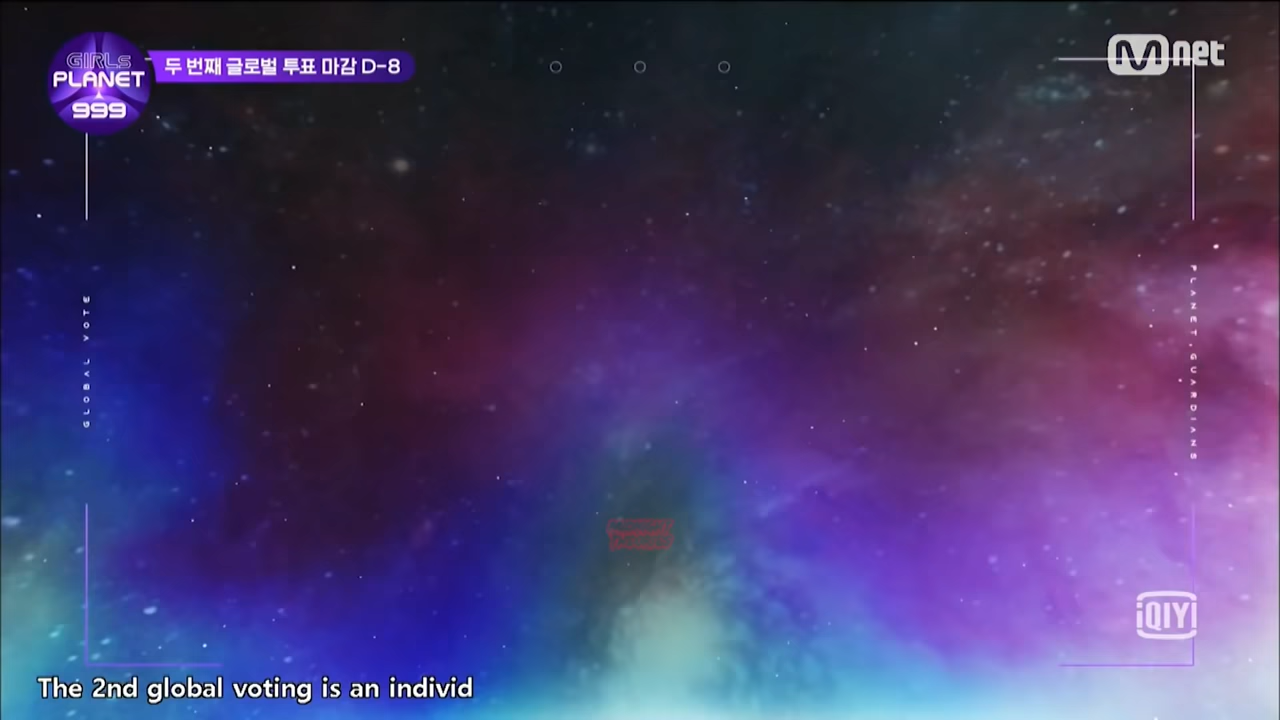 GIRLS
PLANET
999
두 번째 글로벌 투표 마감 D-8
Mnet
GLOBAL VOTE
PLANET.GUARDIANS
iQIYI
The 2nd global voting is an individ